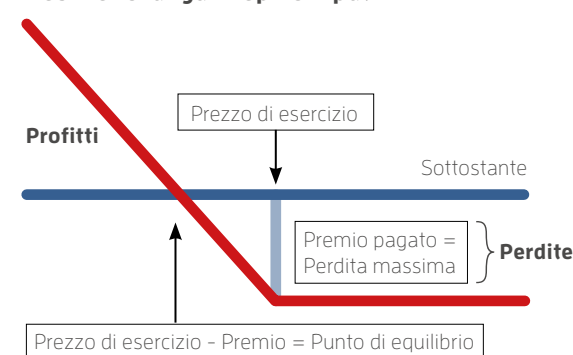 Prezzo di esercizio
Profitti
Sottostante
Premio pagato =
Perdita massima
Perdite
Prezzo di esercizio - Premio = Punto di equilibrio